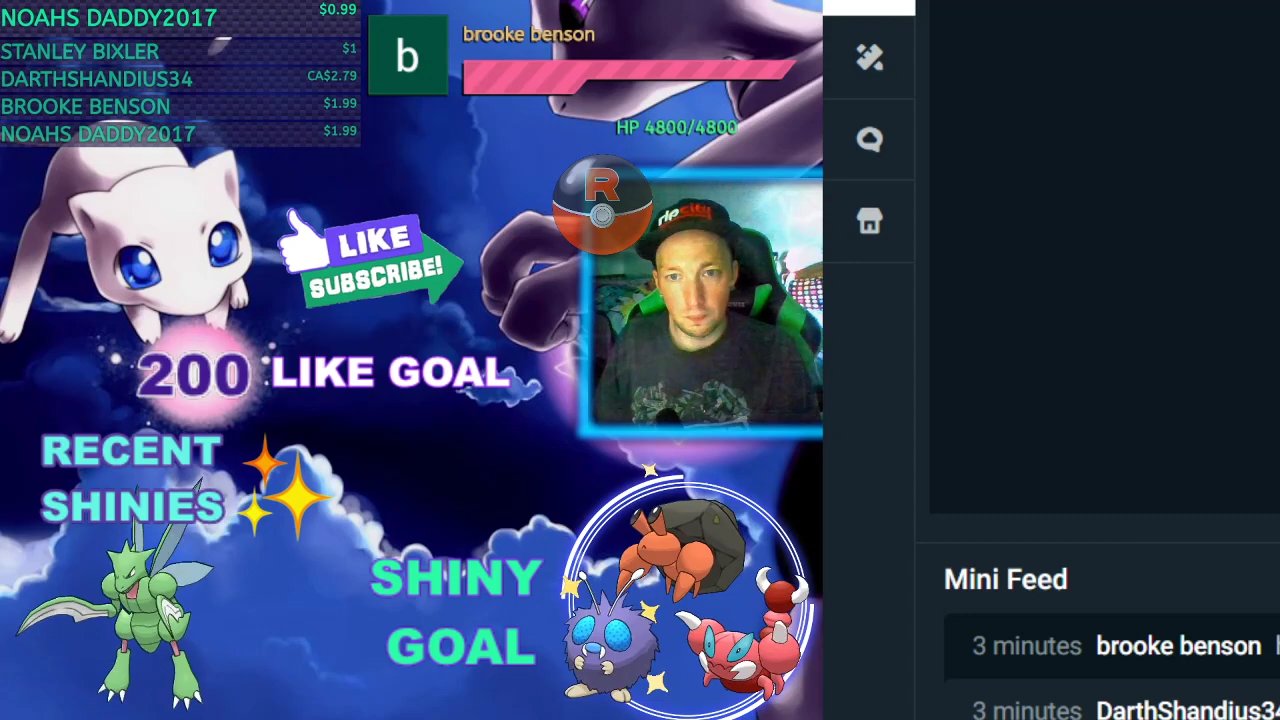 NOAHS DADDY2017 $0.99
STANLEY BIXLER $1
DARTHSHANDIUS34 CA$2.79
BROOKE BENSON $1.99
NOAHS DADDY2017 $1.99
b
brooke benson
HP 4800/4800
R
LIKE
SUBSCRIBE!
200 LIKE GOAL
RECENT
SHINIES
SHINY
GOAL
Mini Feed
3 minutes brooke benson
3 minutes DarthShandius34